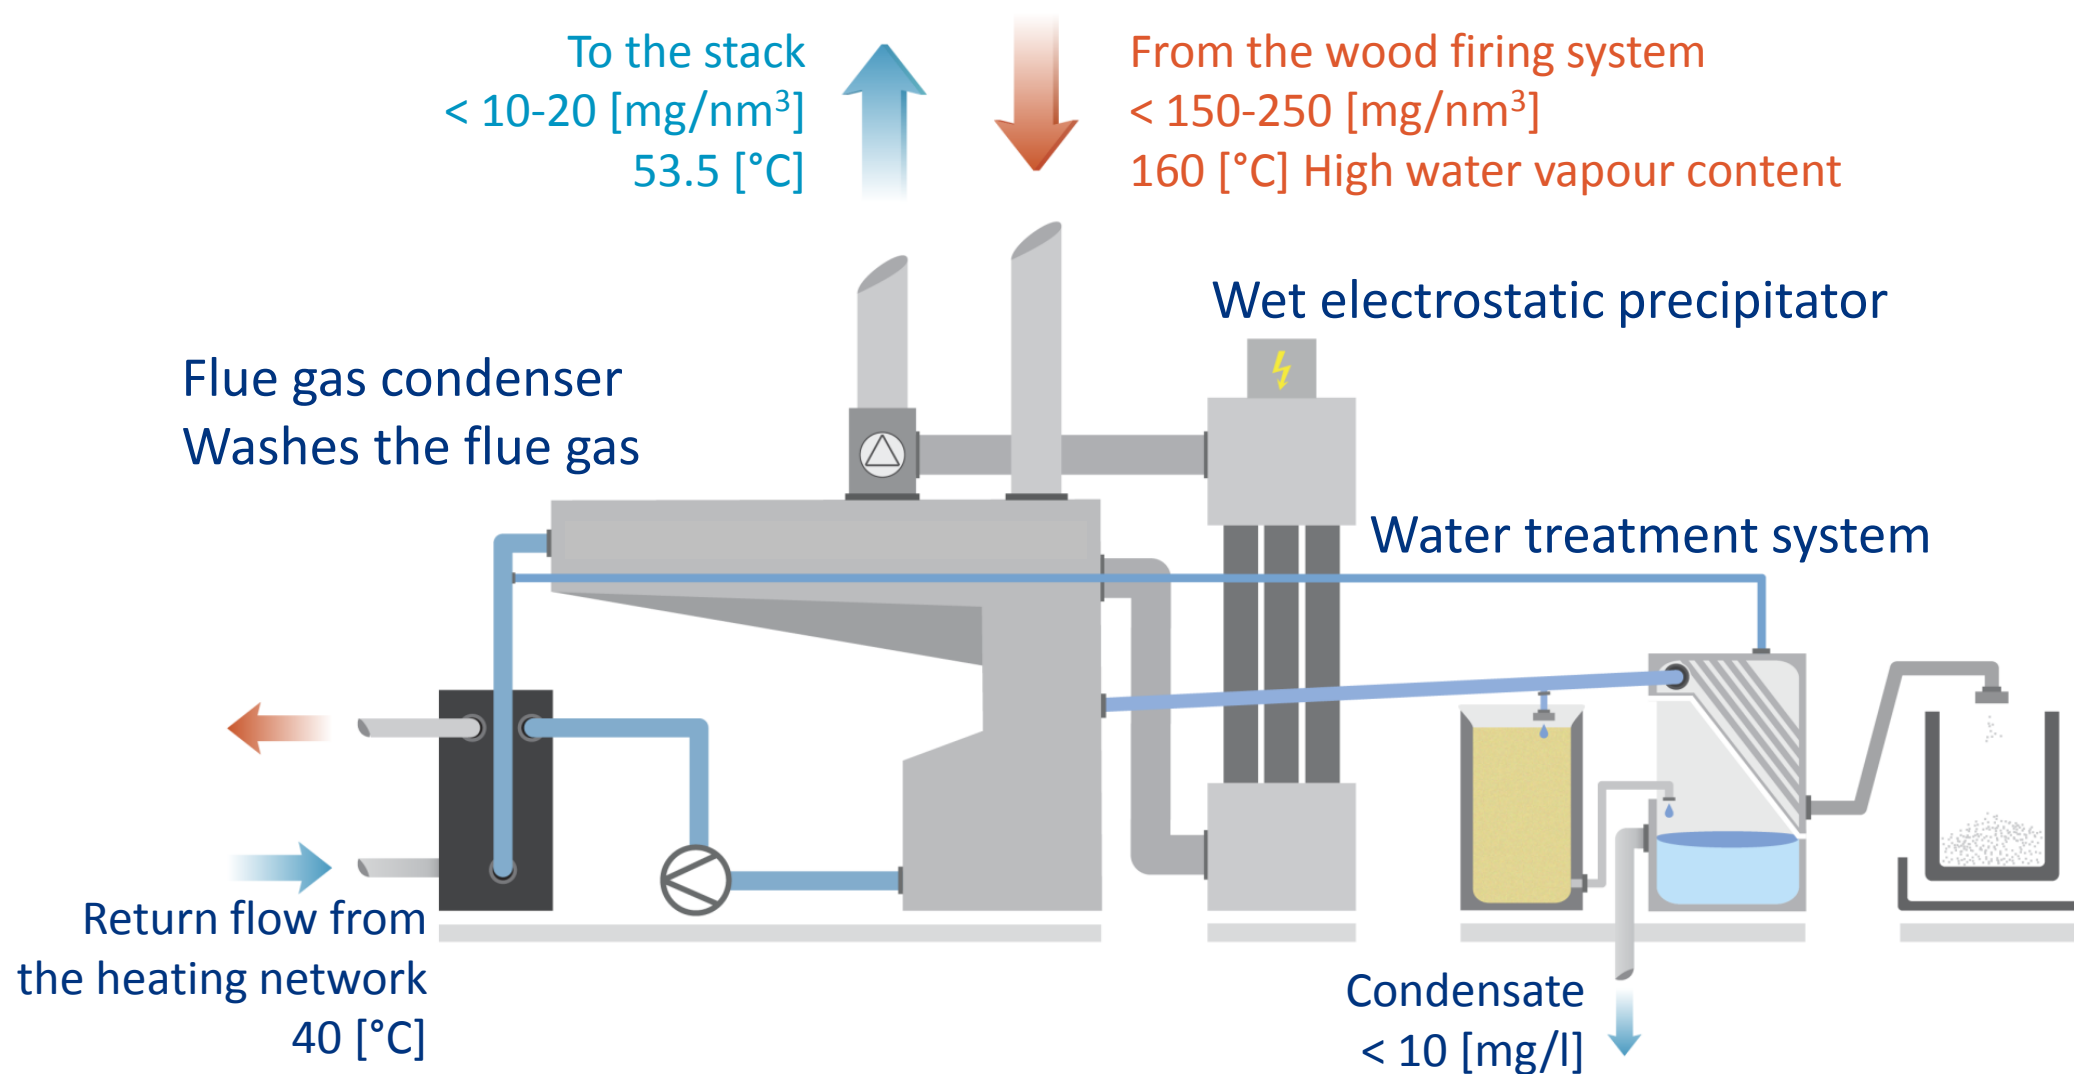 To the stack
< 10-20 [mg/nm³]
53.5 [°C]
From the wood firing system
< 150-250 [mg/nm³]
160 [°C] High water vapour content
Wet electrostatic precipitator
Flue gas condenser
Washes the flue gas
Water treatment system
Return flow from
the heating network
40 [°C]
Condensate
< 10 [mg/l]